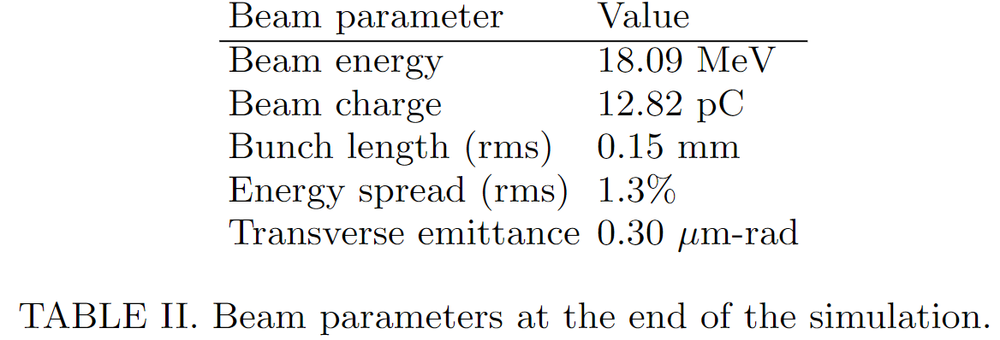 Beam parameter Value
Beam energy 18.09 MeV
Beam charge 12.82 pC
Bunch length (rms) 0.15 mm
Energy spread (rms) 1.3%
Transverse emittance 0.30 μm-rad
TABLE II. Beam parameters at the end of the simulation.